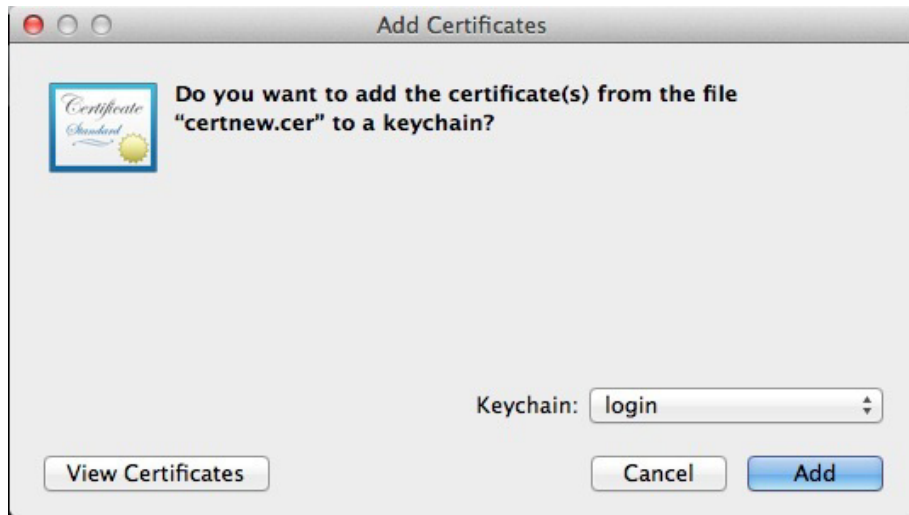 Add Certificates
Certificate
Standard
Do you want to add the certificate(s) from the file
“certnew.cer” to a keychain?
Keychain: login
View Certificates Cancel Add